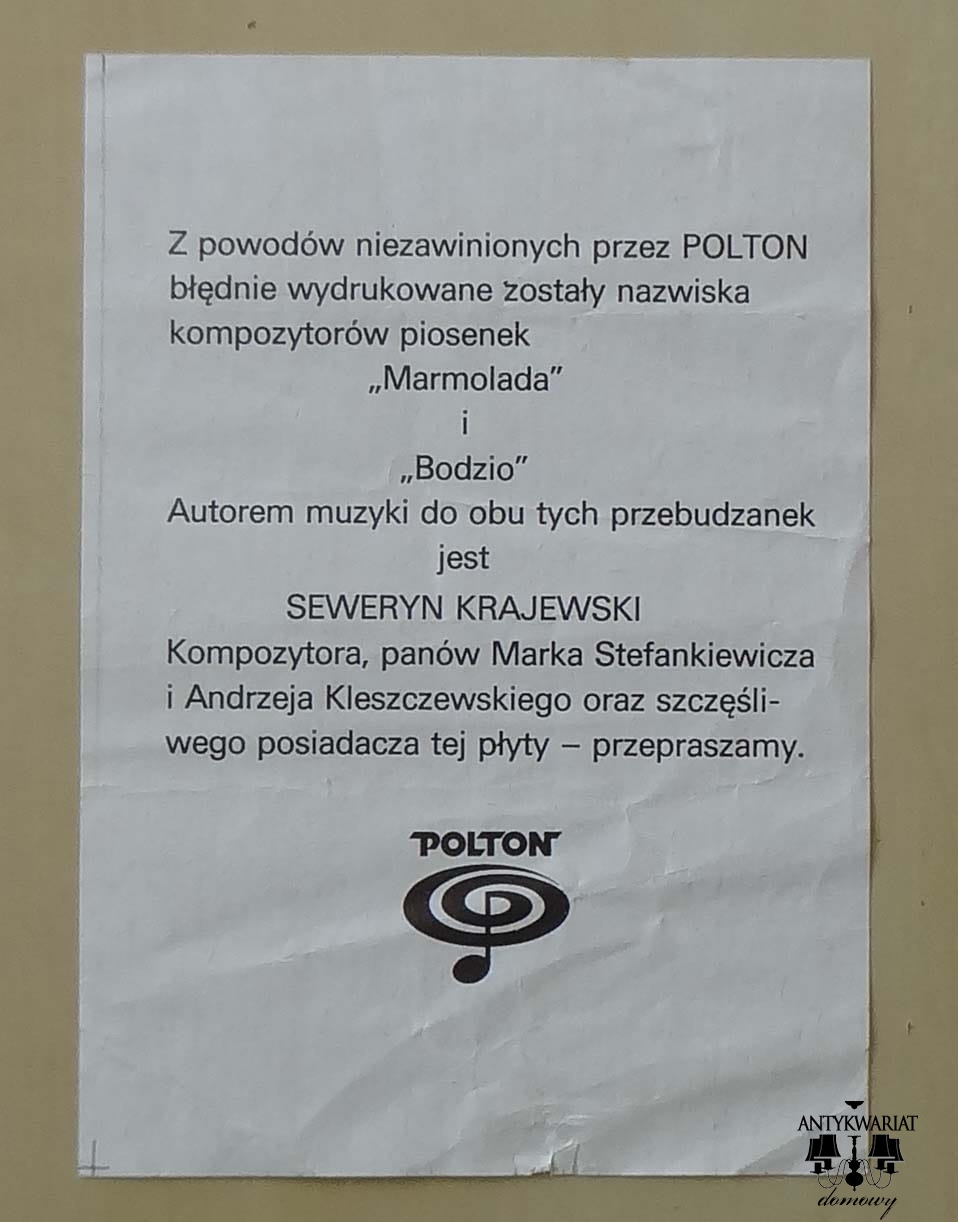 Z powodów niezawinionych przez POLTON
błędnie wydrukowane zostały nazwiska
kompozytorów piosenek
„Marmolada”
i
„Bodzio”
Autorem muzyki do obu tych przebudzanek
jest
SEWERYN KRAJEWSKI
Kompozytora, panów Marka Stefankiewicza
i Andrzeja Kleszczewskiego oraz szczęśli-
wego posiadacza tej płyty – przepraszamy.
POLTON
ANTYKWARIAT
domowy